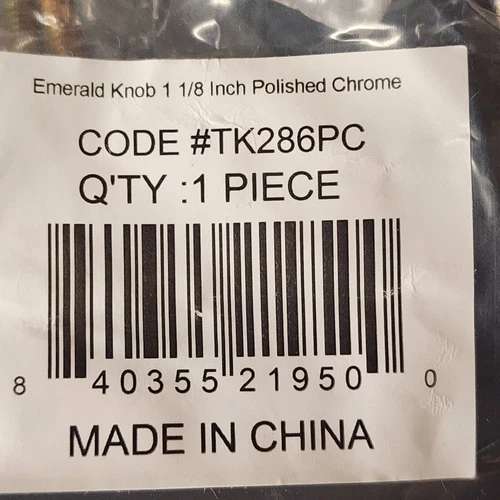 Emerald Knob 1 1/8 Inch Polished Chrome
CODE #TK286PC
Q'TY :1 PIECE
8 40355 21950 0
MADE IN CHINA